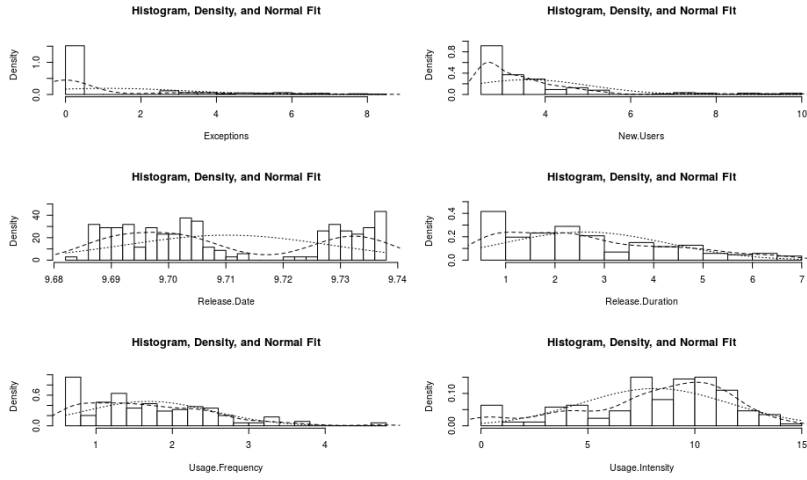 Histogram, Density, and Normal Fit
Density
0.0 1.0
0 2 4 6 8
Exceptions
Histogram, Density, and Normal Fit
Density
0.0 0.4 0.8
4 6 8 10
New.Users
Histogram, Density, and Normal Fit
Density
0 20 40
9.68 9.69 9.70 9.71 9.72 9.73 9.74
Release.Date
Histogram, Density, and Normal Fit
Density
0.0 0.2 0.4
1 2 3 4 5 6 7
Release.Duration
Histogram, Density, and Normal Fit
Density
0.0 0.6
1 2 3 4
Usage.Frequency
Histogram, Density, and Normal Fit
Density
0.00 0.10
0 5 10 15
Usage.Intensity